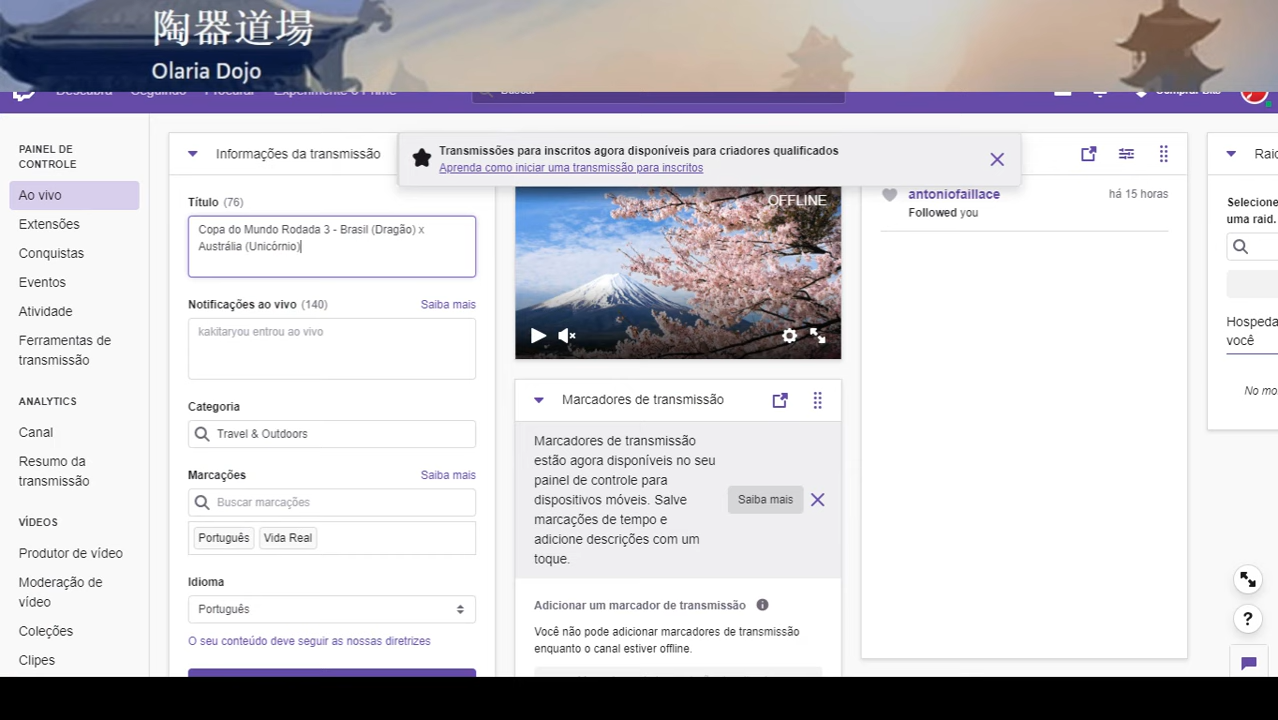 陶器道場
Olaria Dojo
Descubra Seguindo Procurar Experimente o Prime
Buscar
Comprar Bits
PAINEL DE
CONTROLE
Ao vivo
Extensões
Conquistas
Eventos
Atividade
Ferramentas de
transmissão
ANALYTICS
Canal
Resumo da
transmissão
VÍDEOS
Produtor de vídeo
Moderação de
vídeo
Coleções
Clipes
Informações da transmissão
Título (76)
Copa do Mundo Rodada 3 - Brasil (Dragão) x
Austrália (Unicórnio)
Notificações ao vivo (140)
Saiba mais
kakitaryou entrou ao vivo
Categoria
Travel & Outdoors
Marcações
Saiba mais
Buscar marcações
Português
Vida Real
Idioma
Português
O seu conteúdo deve seguir as nossas diretrizes
Transmissões para inscritos agora disponíveis para criadores qualificados
Aprenda como iniciar uma transmissão para inscritos
OFFLINE
Marcadores de transmissão
Marcadores de transmissão
estão agora disponíveis no seu
painel de controle para
dispositivos móveis. Salve
marcações de tempo e
adicione descrições com um
toque.
Saiba mais
Adicionar um marcador de transmissão
Você não pode adicionar marcadores de transmissão
enquanto o canal estiver offline.
antoniofaillace
há 15 horas
Followed you
Raid
Selecione
uma raid.
Hospeda
você
No mo
?